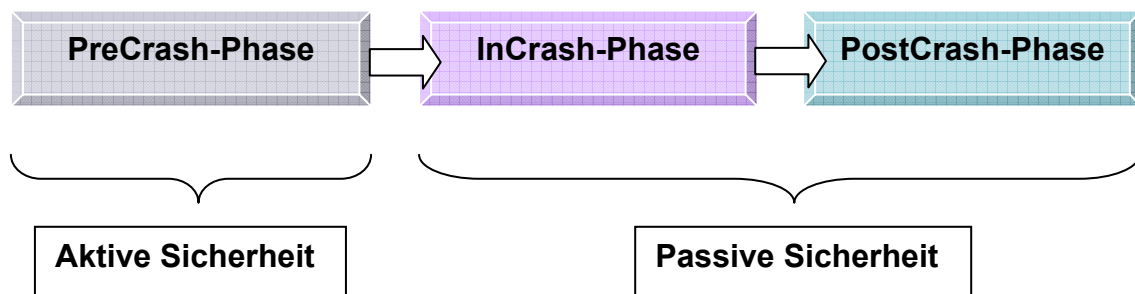 PreCrash-Phase
InCrash-Phase
PostCrash-Phase
Aktive Sicherheit
Passive Sicherheit